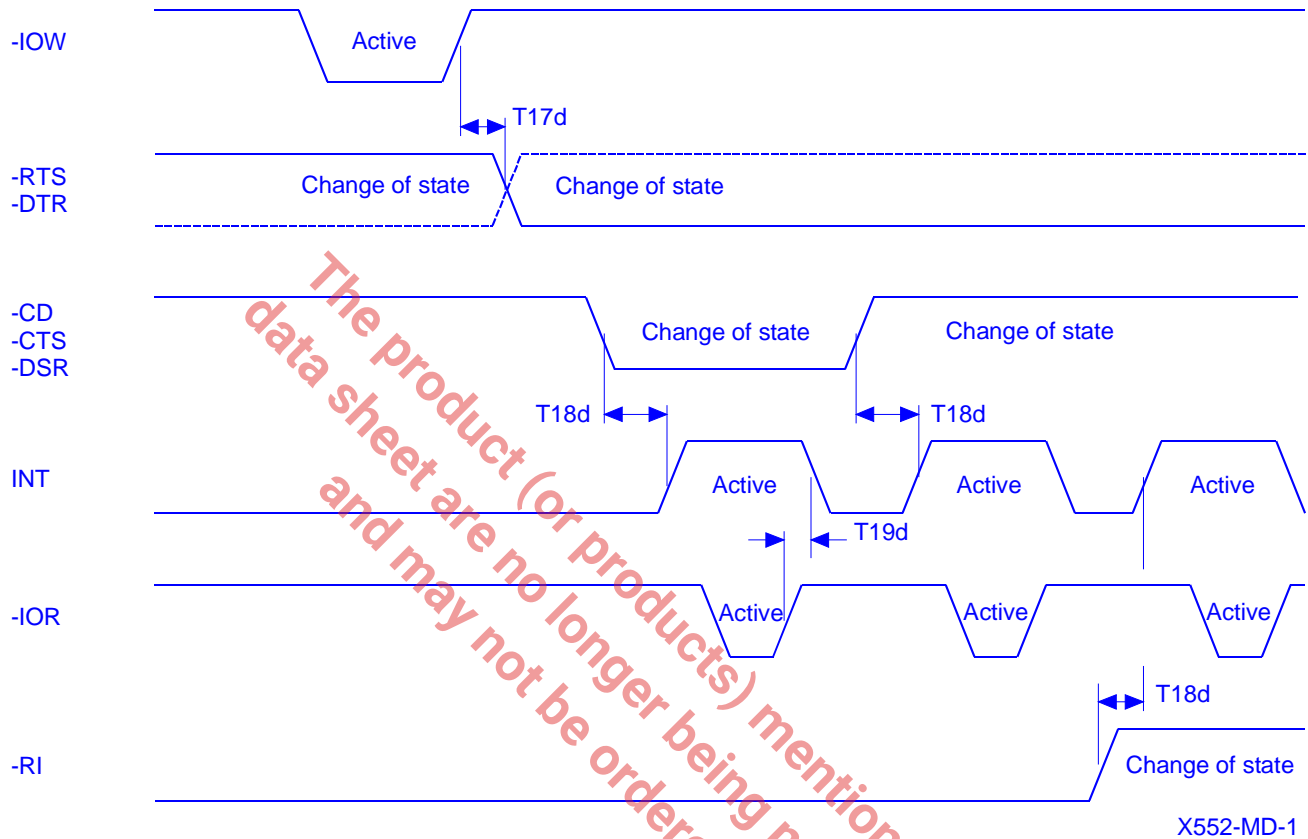 -IOW
Active
T17d
-RTS
-DTR
Change of state
Change of state
-CD
-CTS
-DSR
Change of state
Change of state
T18d
T18d
INT
Active
Active
Active
T19d
-IOR
Active
Active
Active
T18d
-RI
Change of state
X552-MD-1
The product (or products) mention
data sheet are no longer being
and may not be ordere